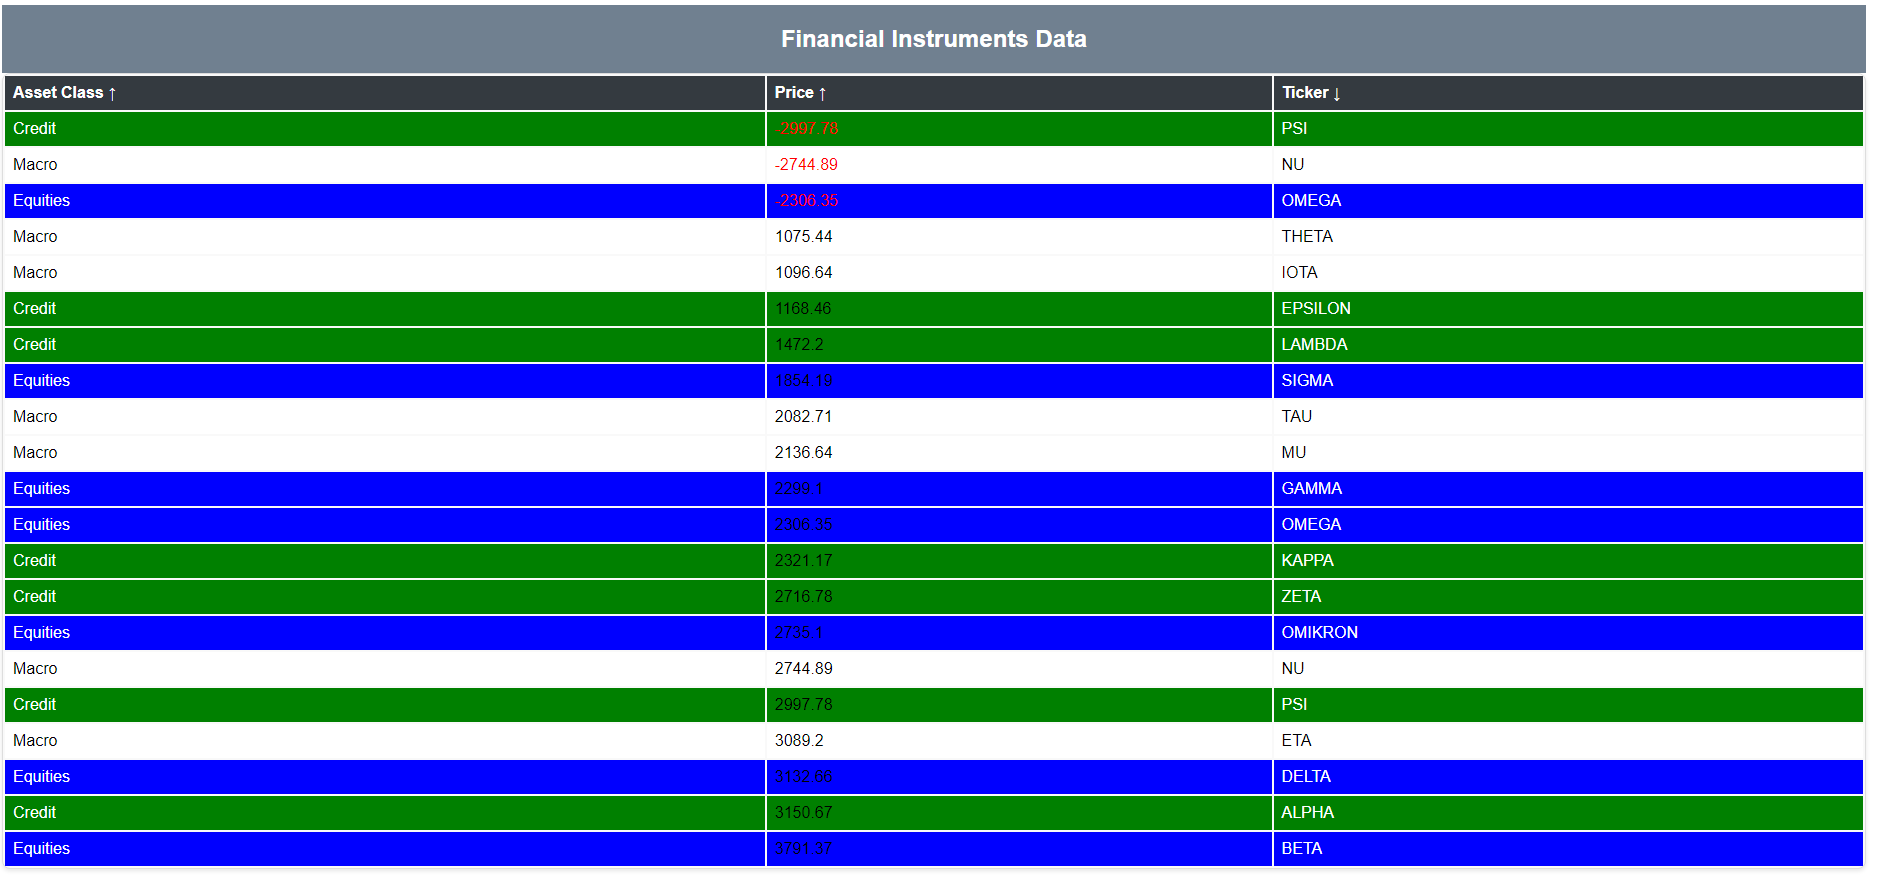 Financial Instruments Data
Asset Class ↑ Price ↑ Ticker ↓
Credit -2997.78 PSI
Macro -2744.89 NU
Equities -2306.35 OMEGA
Macro 1075.44 THETA
Macro 1096.64 IOTA
Credit 1168.46 EPSILON
Credit 1472.2 LAMBDA
Equities 1854.19 SIGMA
Macro 2082.71 TAU
Macro 2136.64 MU
Equities 2299.1 GAMMA
Equities 2306.35 OMEGA
Credit 2321.17 KAPPA
Credit 2716.78 ZETA
Equities 2735.1 OMIKRON
Macro 2744.89 NU
Credit 2997.78 PSI
Macro 3089.2 ETA
Equities 3132.66 DELTA
Credit 3150.67 ALPHA
Equities 3791.37 BETA